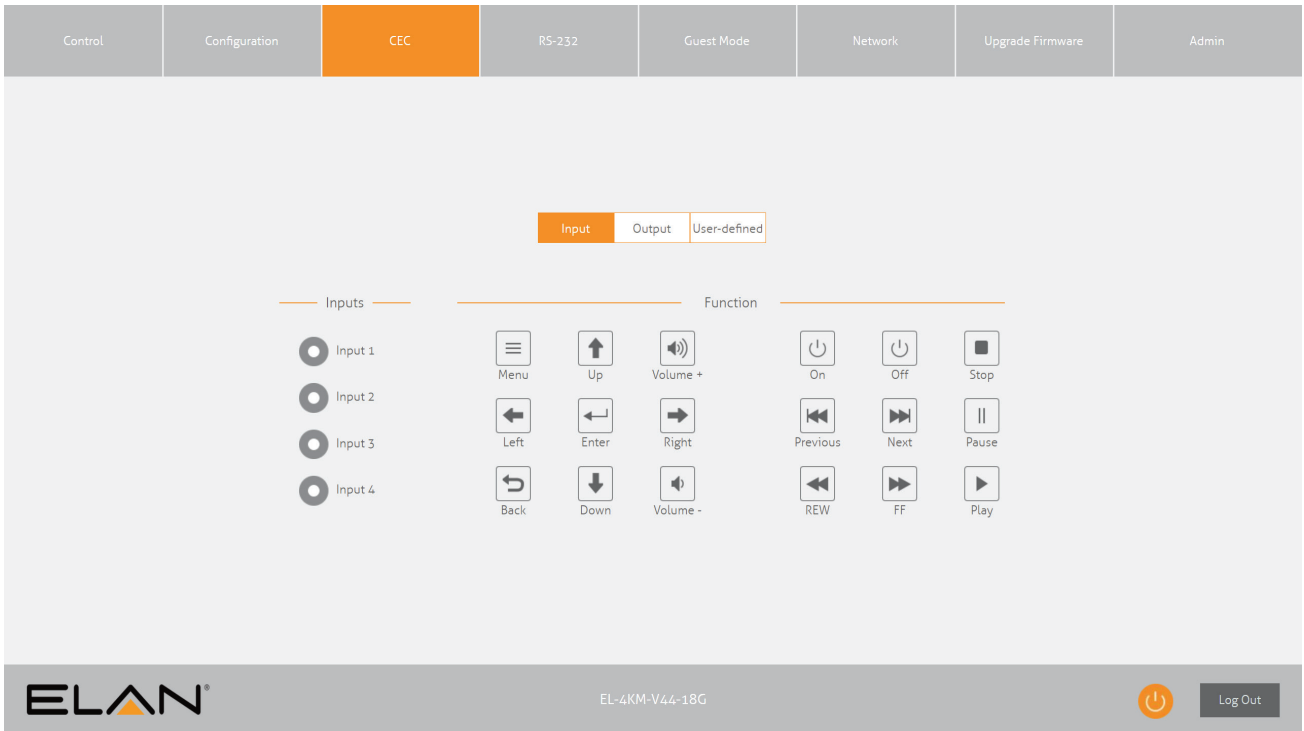 Control Configuration CEC RS-232 Guest Mode Network Upgrade Firmware Admin
Input Output User-defined
Inputs Function
Input 1
Input 2
Input 3
Input 4
Menu Up Volume + On Off Stop
Left Enter Right Previous Next Pause
Back Down Volume - REW FF Play
ELAN® EL-4KM-V44-18G Log Out